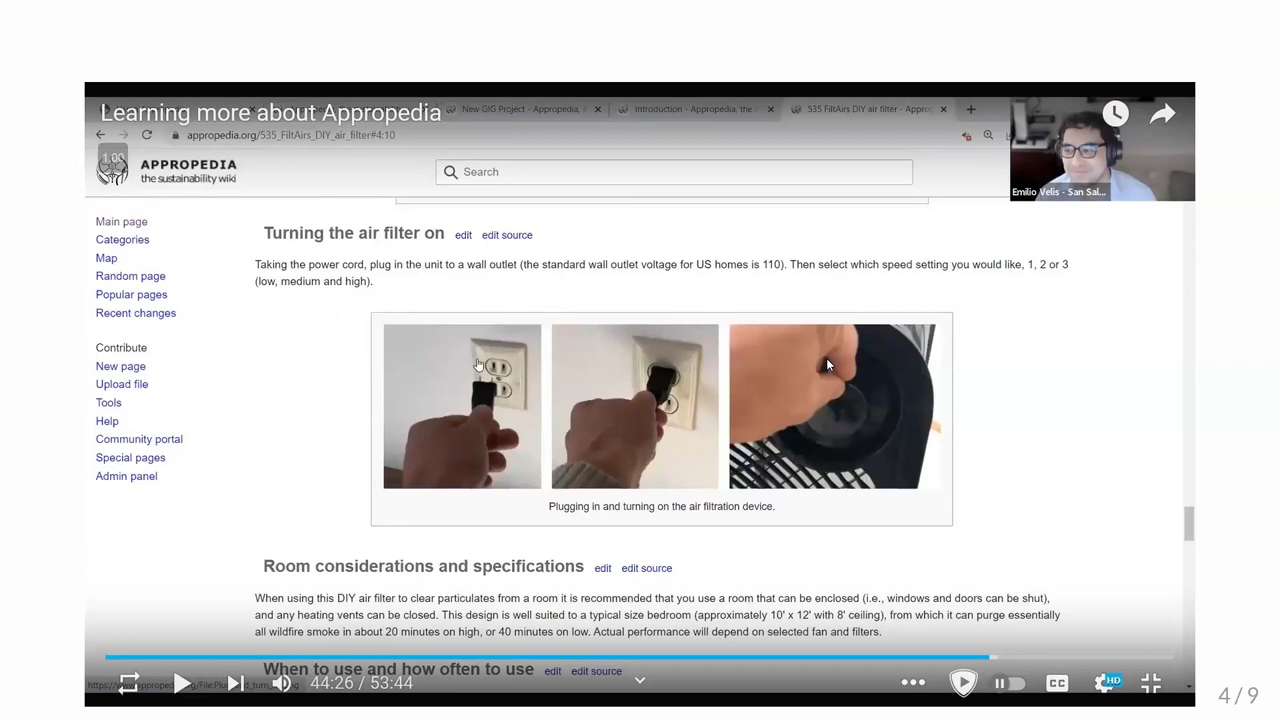 Learning more about Appropedia
New GIG Project - Appropedia,
Introduction - Appropedia, the
535 FiltAirs DIY air filter - Approp
appropedia.org/535_FiltAirs_DIY_air_filter#4:10
1.00
APPROPEDIA
the sustainability wiki
Search
Emilio Velis - San Sal...
Main page
Categories
Map
Random page
Popular pages
Recent changes
Contribute
New page
Upload file
Tools
Help
Community portal
Special pages
Admin panel
Turning the air filter on edit edit source
Taking the power cord, plug in the unit to a wall outlet (the standard wall outlet voltage for US homes is 110). Then select which speed setting you would like, 1, 2 or 3
(low, medium and high).
Plugging in and turning on the air filtration device.
Room considerations and specifications edit edit source
When using this DIY air filter to clear particulates from a room it is recommended that you use a room that can be enclosed (i.e., windows and doors can be shut),
and any heating vents can be closed. This design is well suited to a typical size bedroom (approximately 10' x 12' with 8' ceiling), from which it can purge essentially
all wildfire smoke in about 20 minutes on high, or 40 minutes on low. Actual performance will depend on selected fan and filters.
When to use and how often to use edit edit source
44:26 / 53:44
CC
HD
4/9